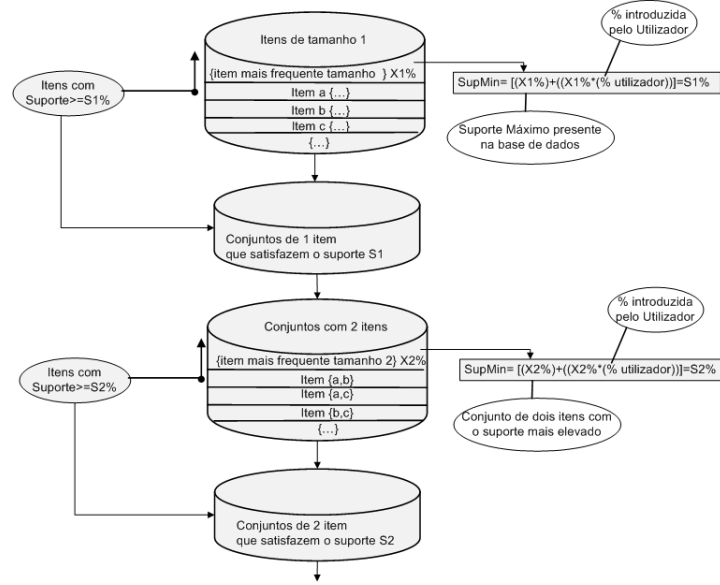 % introduzida
pelo Utilizador
Itens de tamanho 1
{item mais frequente tamanho } X1%
Itens com
Suporte>=S1%
SupMin= [(X1%)+((X1%*(% utilizador))]=S1%
Item a {...}
Item b {...}
Item c {...}
{...}
Suporte Máximo presente
na base de dados
Conjuntos de 1 item
que satisfazem o suporte S1
% introduzida
pelo Utilizador
Conjuntos com 2 itens
{item mais frequente tamanho 2} X2%
Itens com
Suporte>=S2%
SupMin= [(X2%)+((X2%*(% utilizador))]=S2%
Item {a,b}
Item {a,c}
Item {b,c}
{...}
Conjunto de dois itens com
o suporte mais elevado
Conjuntos de 2 item
que satisfazem o suporte S2